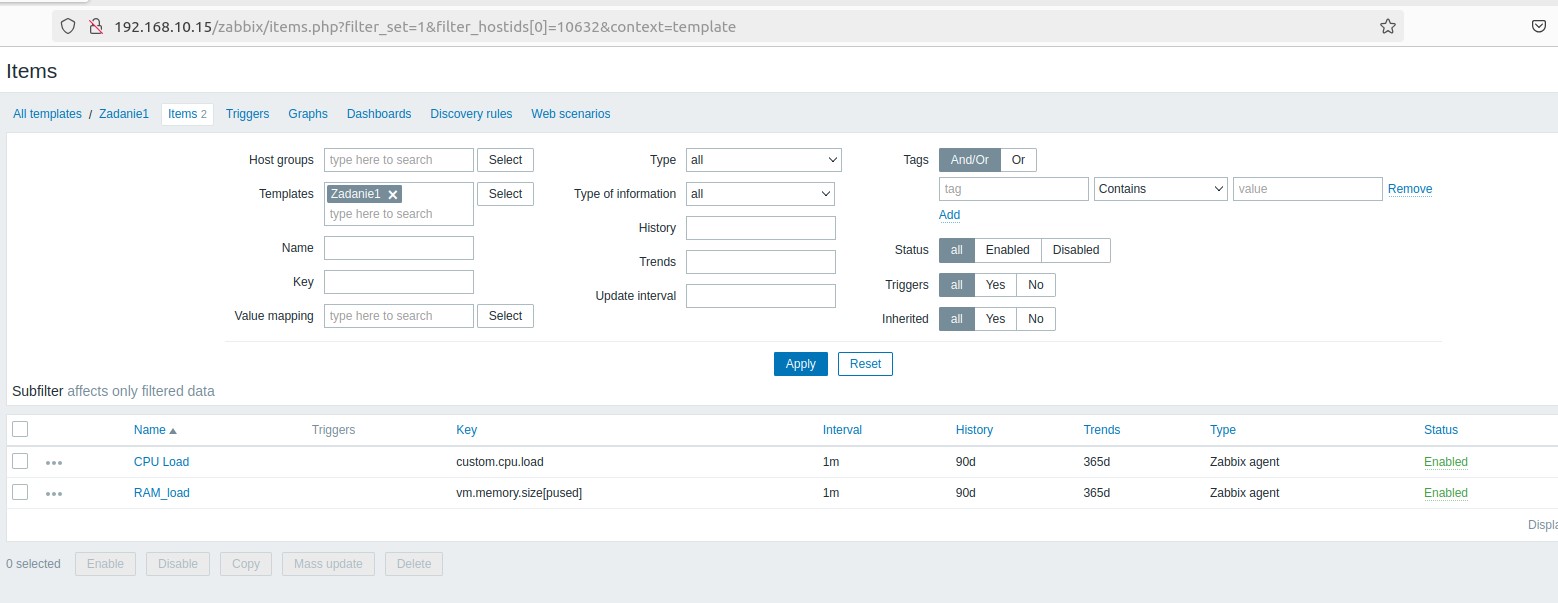 192.168.10.15/zabbix/items.php?filter_set=1&filter_hostids[0]=10632&context=template
Items
All templates / Zadanie1 Items 2 Triggers Graphs Dashboards Discovery rules Web scenarios
Host groups type here to search Select Type all Tags And/Or Or
tag Contains value Remove
Templates Zadanie1 Select Type of information all
type here to search Add
History
Name Status all Enabled Disabled
Trends
Key Triggers all Yes No
Update interval
Value mapping type here to search Select Inherited all Yes No
Apply Reset
Subfilter affects only filtered data
Name Triggers Key Interval History Trends Type Status
CPU Load custom.cpu.load 1m 90d 365d Zabbix agent Enabled
RAM_load vm.memory.size[pused] 1m 90d 365d Zabbix agent Enabled
0 selected Enable Disable Copy Mass update Delete